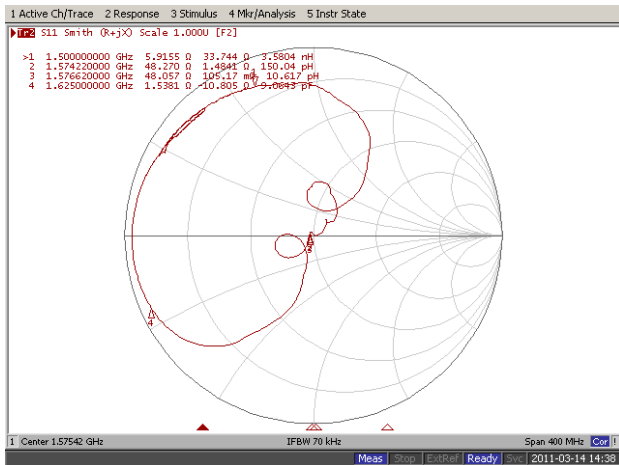 1 Active Ch/Trace 2 Response 3 Stimulus 4 Mkr/Analysis 5 Instr State
Tr2 S11 Smith (R+jX) Scale 1.000U [F2]
>1 1.500000000 GHz 5.9155 Ω 33.744 Ω 3.5804 nH
2 1.574220000 GHz 48.270 Ω 1.4841 Ω 150.04 pH
3 1.576620000 GHz 48.057 Ω 105.17 mΩ 10.617 pH
4 1.625000000 GHz 1.5381 Ω -10.805 Ω 9.0643 pF
4
3
1 Center 1.57542 GHz IFBW 70 kHz Span 400 MHz Cor !
Meas Stop ExtRef Ready Svc 2011-03-14 14:38